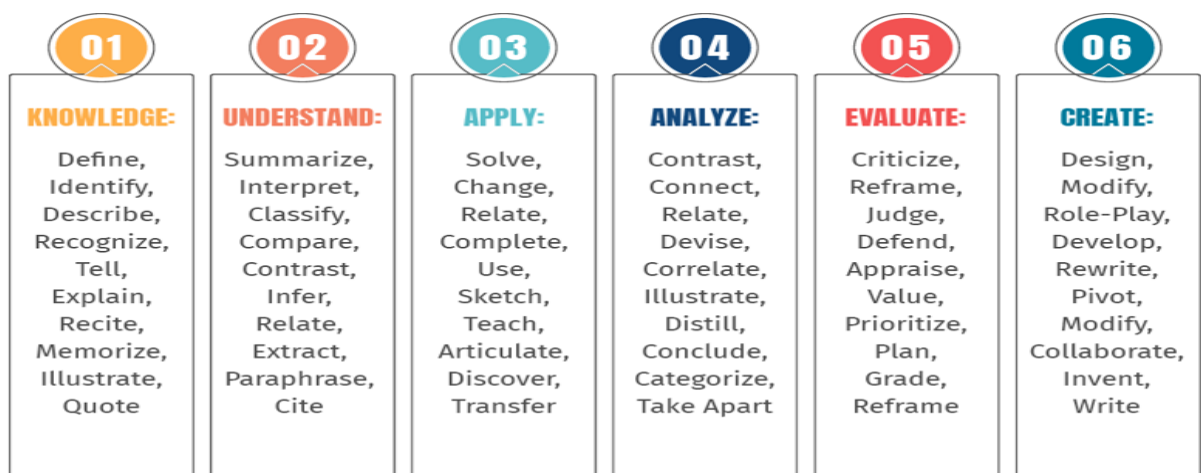 01
KNOWLEDGE:
Define,
Identify,
Describe,
Recognize,
Tell,
Explain,
Recite,
Memorize,
Illustrate,
Quote
02
UNDERSTAND:
Summarize,
Interpret,
Classify,
Compare,
Contrast,
Infer,
Relate,
Extract,
Paraphrase,
Cite
03
APPLY:
Solve,
Change,
Relate,
Complete,
Use,
Sketch,
Teach,
Articulate,
Discover,
Transfer
04
ANALYZE:
Contrast,
Connect,
Relate,
Devise,
Correlate,
Illustrate,
Distill,
Conclude,
Categorize,
Take Apart
05
EVALUATE:
Criticize,
Reframe,
Judge,
Defend,
Appraise,
Value,
Prioritize,
Plan,
Grade,
Reframe
06
CREATE:
Design,
Modify,
Role-Play,
Develop,
Rewrite,
Pivot,
Modify,
Collaborate,
Invent,
Write